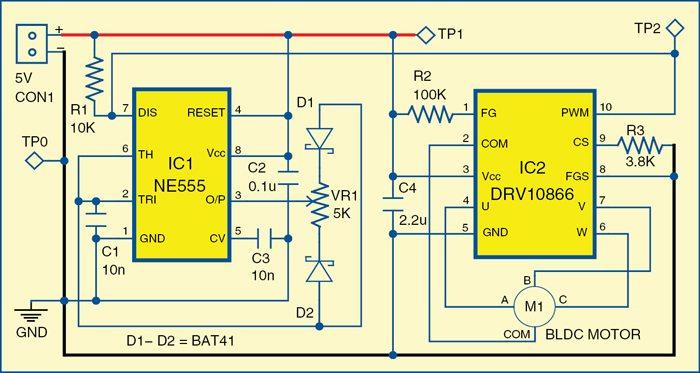 +
TP1
TP2
5V
CON1
–
R1
10K
TP0
7
DIS
RESET
4
6
TH
IC1
NE555
Vcc
8
2
TRI
O/P
3
1
GND
CV
5
C1
10n
C2
0.1u
C3
10n
D1
VR1
5K
D2
GND
D1– D2 = BAT41
R2
100K
C4
2.2u
1
FG
PWM
10
2
COM
CS
9
R3
3.8K
IC2
DRV10866
3
Vcc
FGS
8
4
U
V
7
5
GND
W
6
B
A
M1
C
COM
BLDC MOTOR